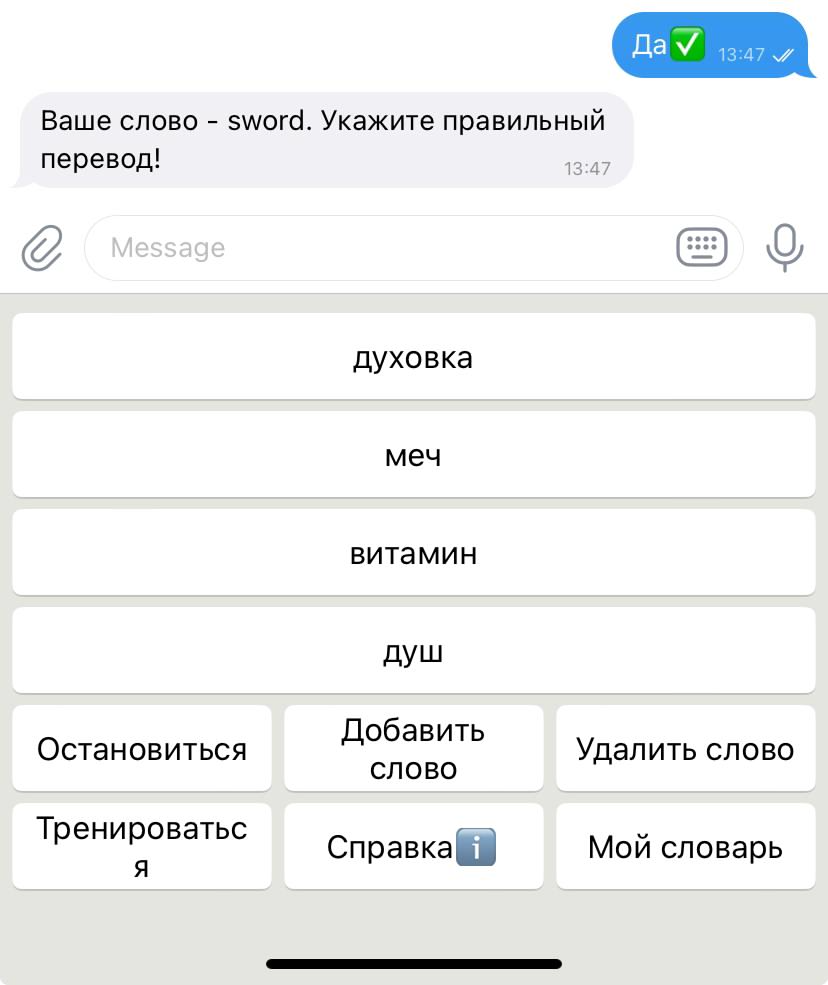 Да✅ 13:47
Ваше слово - sword. Укажите правильный
перевод!
13:47
Message
духовка
меч
витамин
душ
Остановиться
Добавить
слово
Удалить слово
Тренироватьс
я
Справкаℹ️
Мой словарь